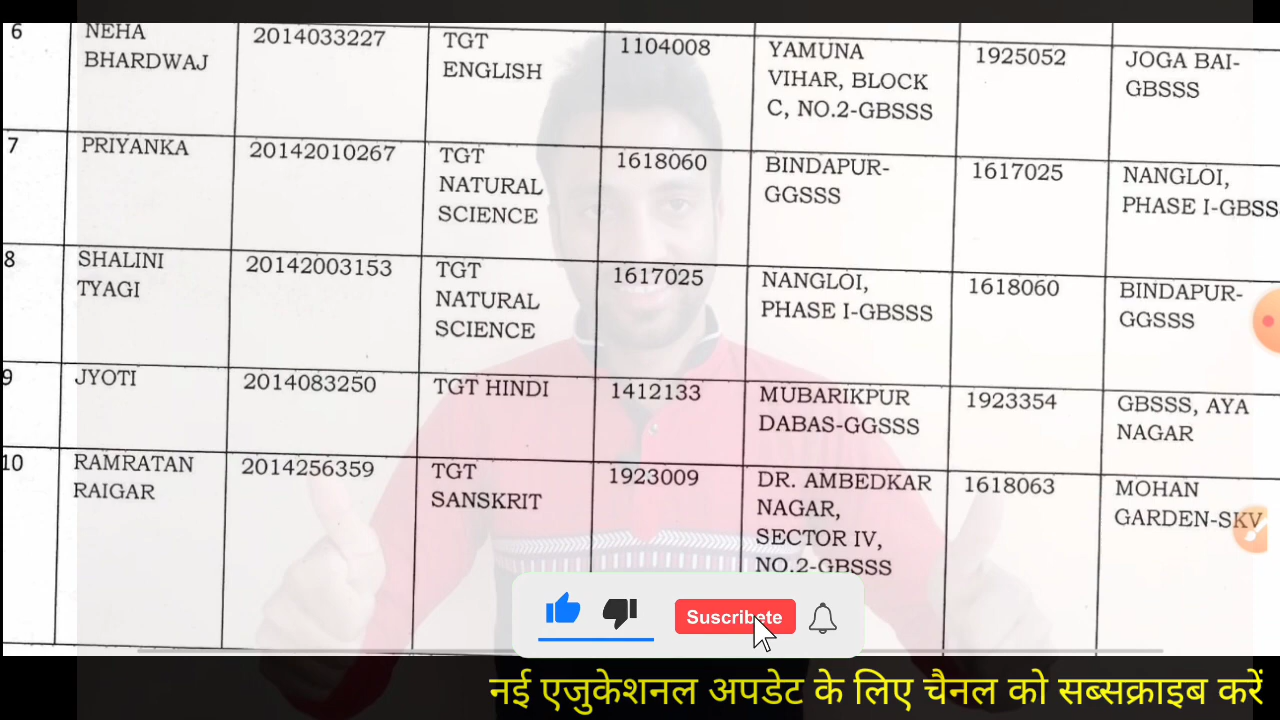 6 NEHA BHARDWAJ 2014033227 TGT ENGLISH 1104008 YAMUNA VIHAR, BLOCK C, NO.2-GBSSS 1925052 JOGA BAI-GBSSS
7 PRIYANKA 20142010267 TGT NATURAL SCIENCE 1618060 BINDAPUR-GGSSS 1617025 NANGLOI, PHASE I-GBSS
8 SHALINI TYAGI 20142003153 TGT NATURAL SCIENCE 1617025 NANGLOI, PHASE I-GBSSS 1618060 BINDAPUR-GGSSS
9 JYOTI 2014083250 TGT HINDI 1412133 MUBARIKPUR DABAS-GGSSS 1923354 GBSSS, AYA NAGAR
10 RAMRATAN RAIGAR 2014256359 TGT SANSKRIT 1923009 DR. AMBEDKAR NAGAR, SECTOR IV, NO.2-GBSSS 1618063 MOHAN GARDEN-SKV
Suscribete
नई एजुकेशनल अपडेट के लिए चैनल को सब्सक्राइब करें